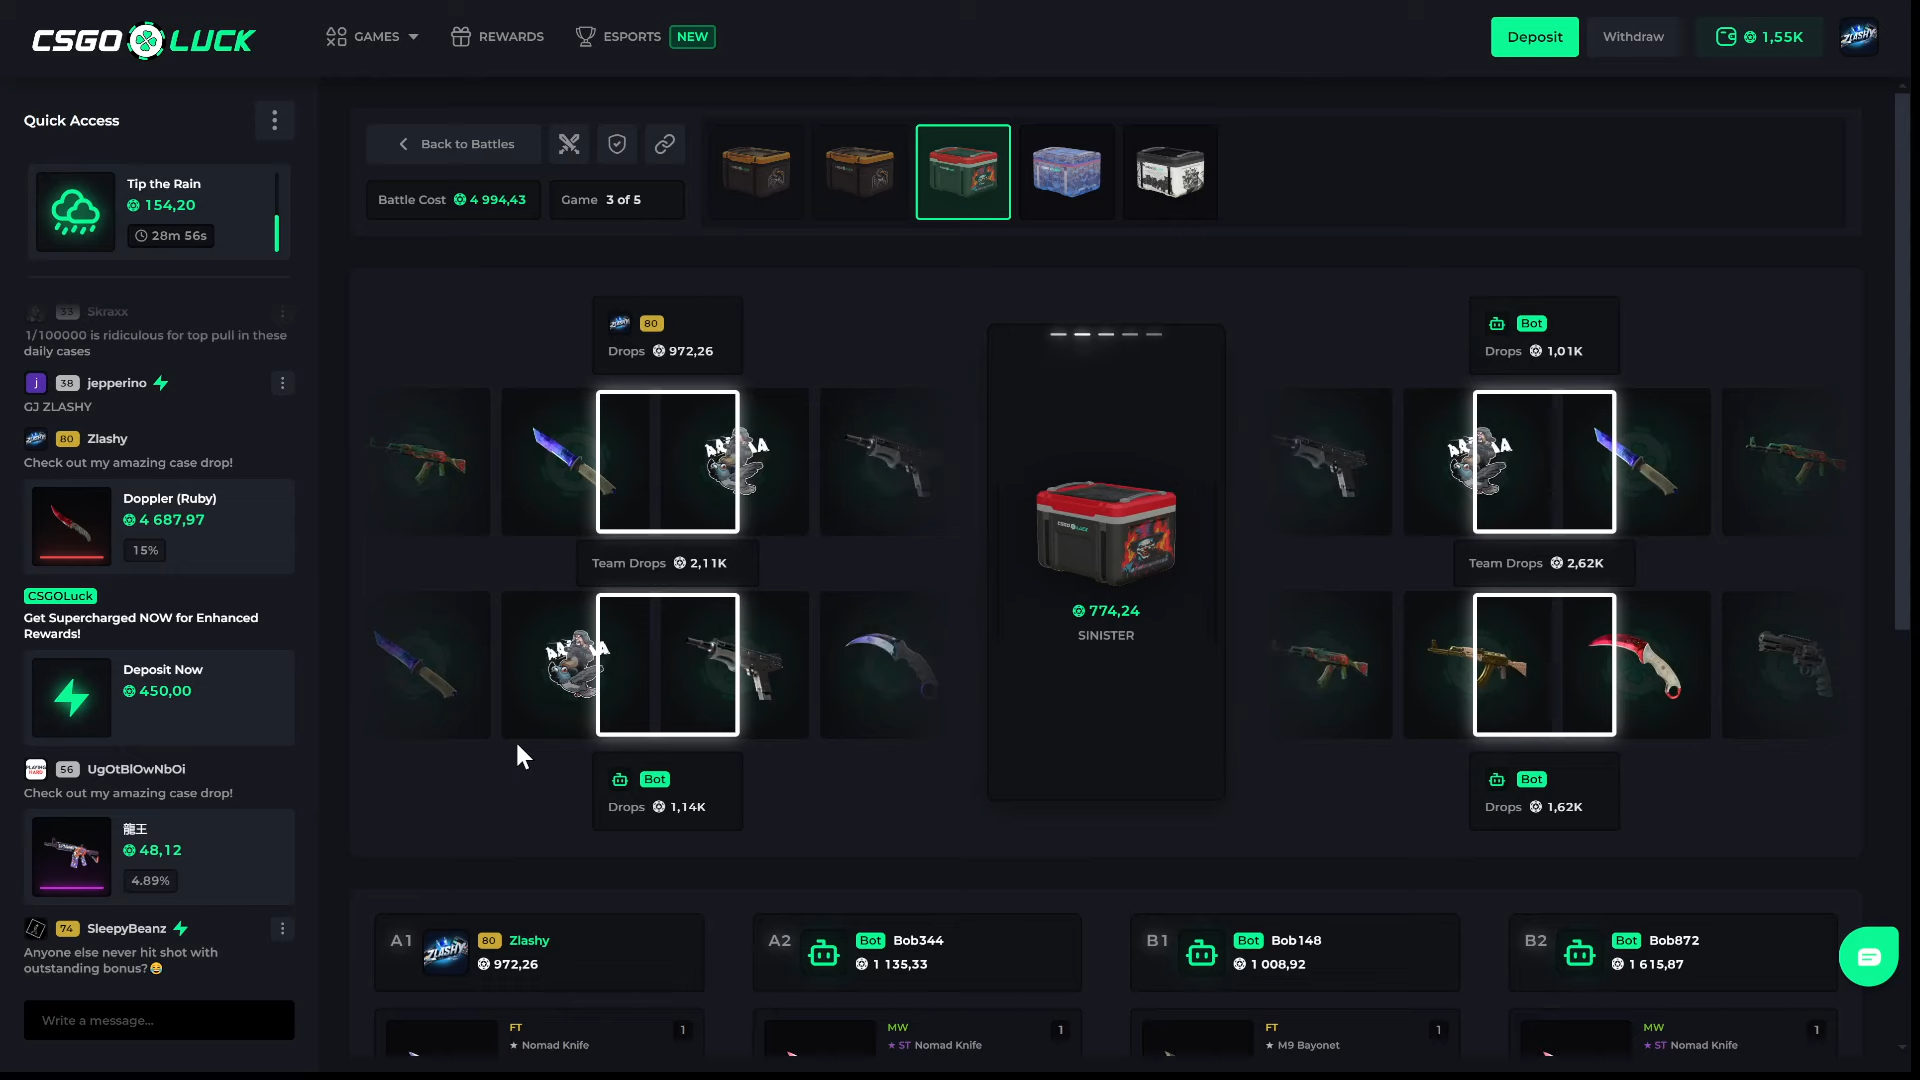 CSGO LUCK
GAMES
REWARDS
ESPORTS NEW
Deposit
Withdraw
1,55K
Quick Access
Tip the Rain
154,20
28m 56s
33 Skraxx
1/100000 is ridiculous for top pull in these
daily cases
j 38 jepperino
GJ ZLASHY
80 Zlashy
Check out my amazing case drop!
Doppler (Ruby)
4 687,97
15%
CSGOLuck
Get Supercharged NOW for Enhanced
Rewards!
Deposit Now
450,00
56 UgOtBlOwNbOi
Check out my amazing case drop!
龍王
48,12
4.89%
74 SleepyBeanz
Anyone else never hit shot with
outstanding bonus?😂
Write a message...
Back to Battles
Battle Cost 4 994,43
Game 3 of 5
80
Drops 972,26
Team Drops 2,11K
Bot
Drops 1,14K
774,24
SINISTER
Bot
Drops 1,01K
Team Drops 2,62K
Bot
Drops 1,62K
A1 ZLASHY 80 Zlashy
972,26
A2 Bot Bob344
1 135,33
B1 Bot Bob148
1 008,92
B2 Bot Bob872
1 615,87
FT 1
★ Nomad Knife
MW 1
★ ST Nomad Knife
FT 1
★ M9 Bayonet
MW 1
★ ST Nomad Knife